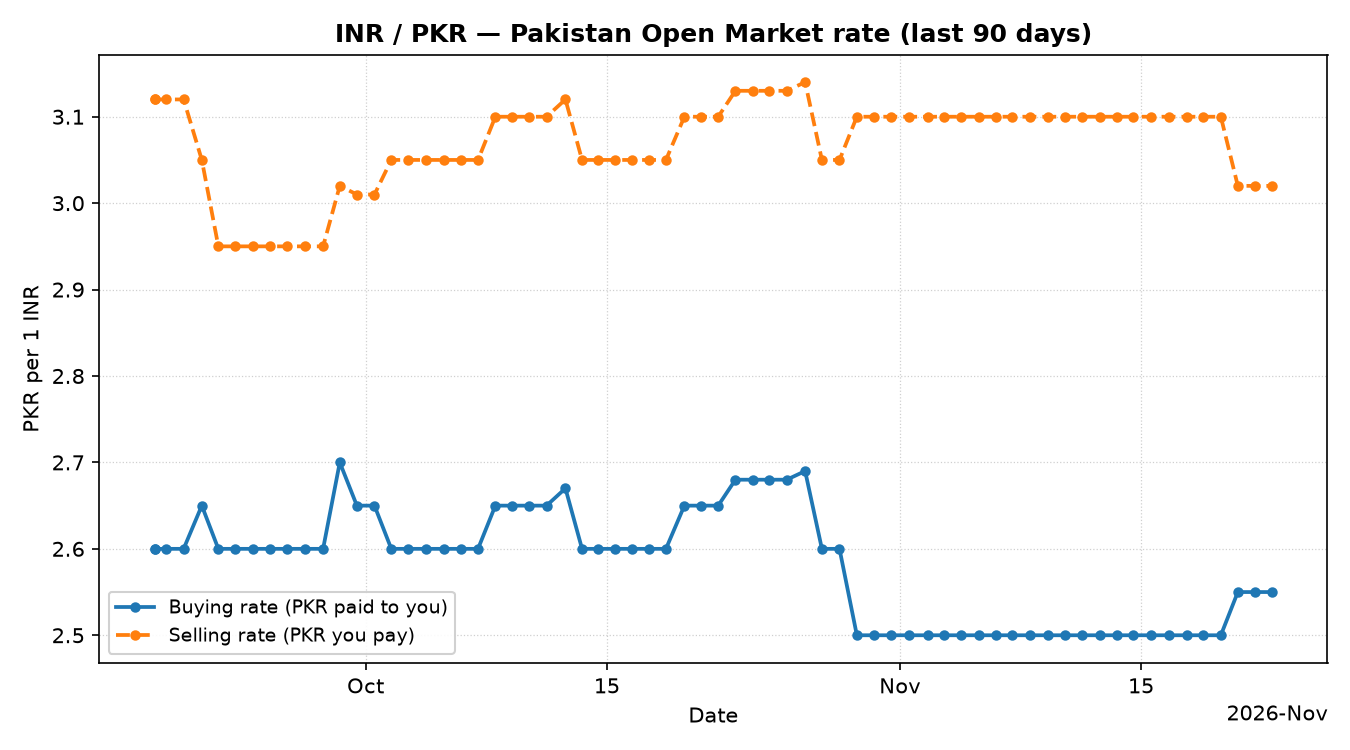 INR / PKR — Pakistan Open Market rate (last 90 days)
PKR per 1 INR
3.1
3.0
2.9
2.8
2.7
2.6
2.5
Buying rate (PKR paid to you)
Selling rate (PKR you pay)
Oct
15
Nov
15
Date
2026-Nov